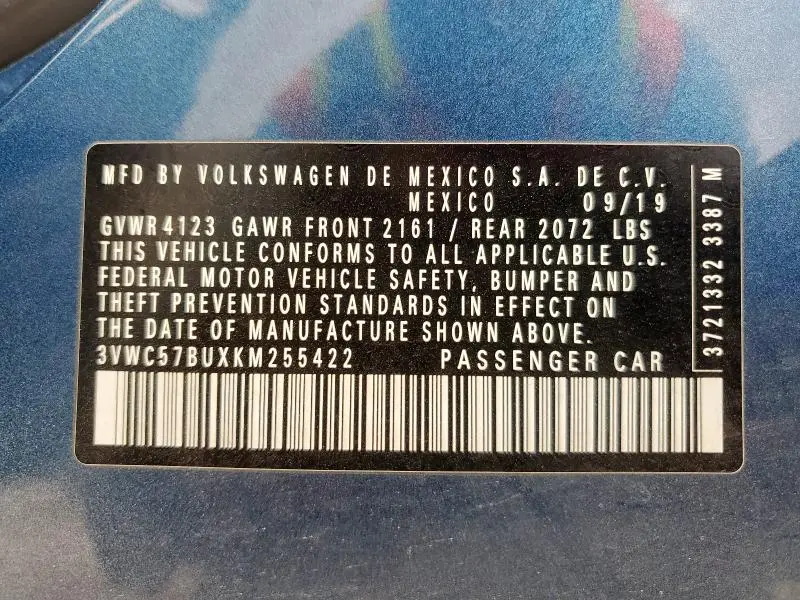 MFD BY VOLKSWAGEN DE MEXICO S.A. DE C.V.
MEXICO 09/19
GVWR 4123 GAWR FRONT 2161 / REAR 2072 LBS
THIS VEHICLE CONFORMS TO ALL APPLICABLE U.S.
FEDERAL MOTOR VEHICLE SAFETY, BUMPER AND
THEFT PREVENTION STANDARDS IN EFFECT ON
THE DATE OF MANUFACTURE SHOWN ABOVE.
3VWC57BUXKM255422 PASSENGER CAR
3721332 3387 M